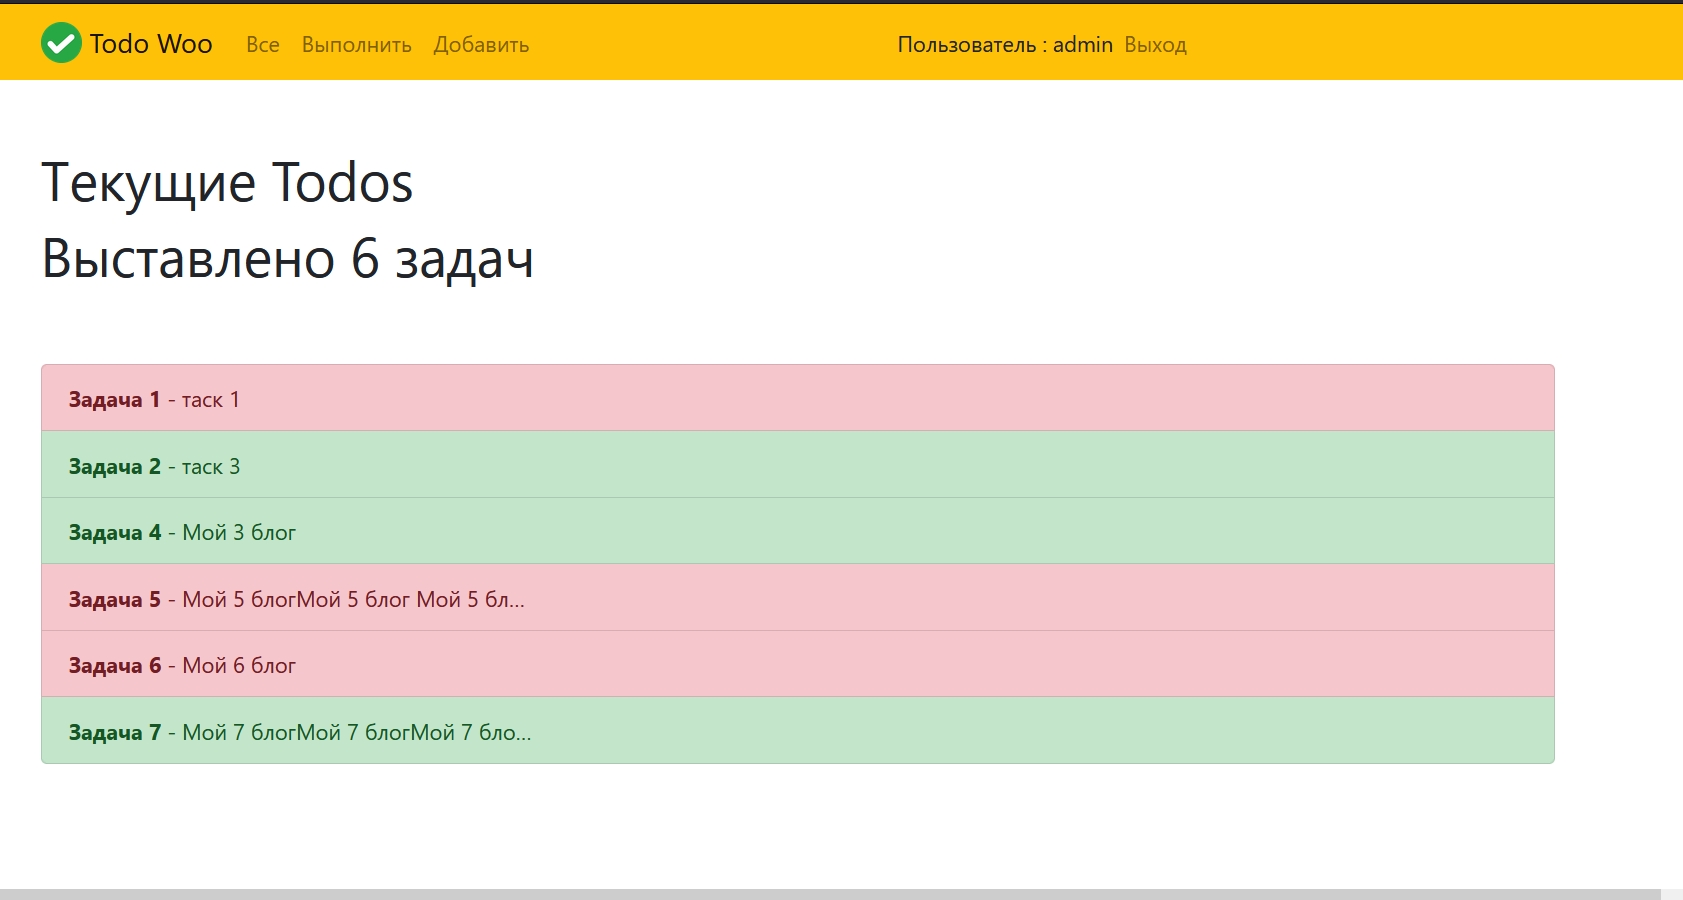 Todo Woo Все Выполнить Добавить Пользователь : admin Выход
Текущие Todos
Выставлено 6 задач
Задача 1 - таск 1
Задача 2 - таск 3
Задача 4 - Мой 3 блог
Задача 5 - Мой 5 блогМой 5 блог Мой 5 бл…
Задача 6 - Мой 6 блог
Задача 7 - Мой 7 блогМой 7 блогМой 7 бло…